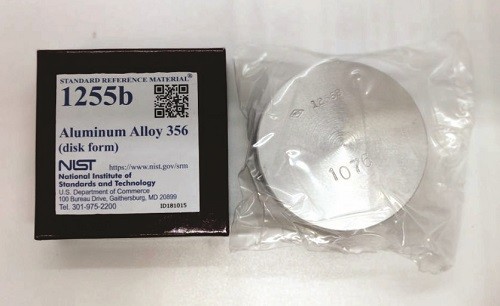 STANDARD REFERENCE MATERIAL®
1255b
Aluminum Alloy 356
(disk form)
NIST
https://www.nist.gov/srm
National Institute of
Standards and Technology
U.S. Department of Commerce
100 Bureau Drive, Gaithersburg, MD 20899
Tel. 301-975-2200
ID181015